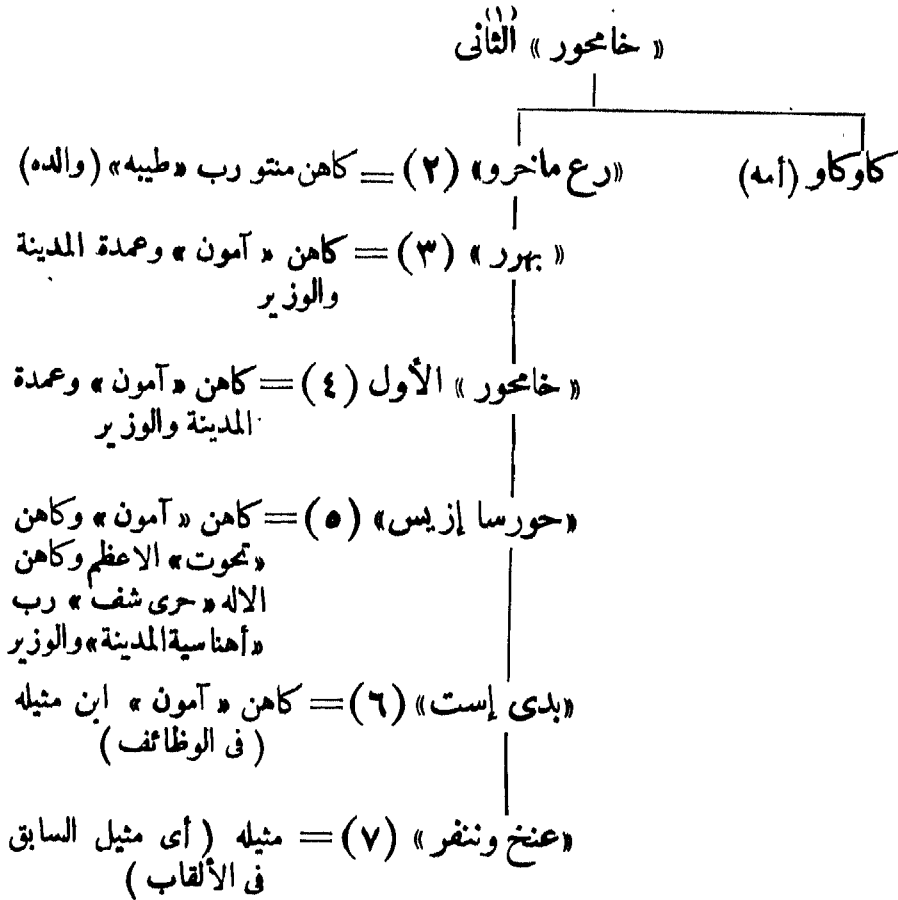 « خامحور » الثانى (١)
كاوكاو (أمه)
«رع ماخرو» (٢) = كاهن منتو رب «طيبه» (والده)
« بهرر » (٣) = كاهن « آمون » وعمدة المدينة
والوزير
« خامحور » الأول (٤) = كاهن « آمون » وعمدة
المدينة والوزير
«حورسا إزيس» (٥) = كاهن « آمون » وكاهن
«تحوت» الاعظم وكاهن
الاله « حرى شف » رب
«أهناسية المدينة» والوزير
«بدى إست» (٦) = كاهن « آمون » ابن مثيله
( فى الوظائف )
«عنخ وننفر» (٧) = مثيله ( أى مثيل السابق
فى الألقاب )